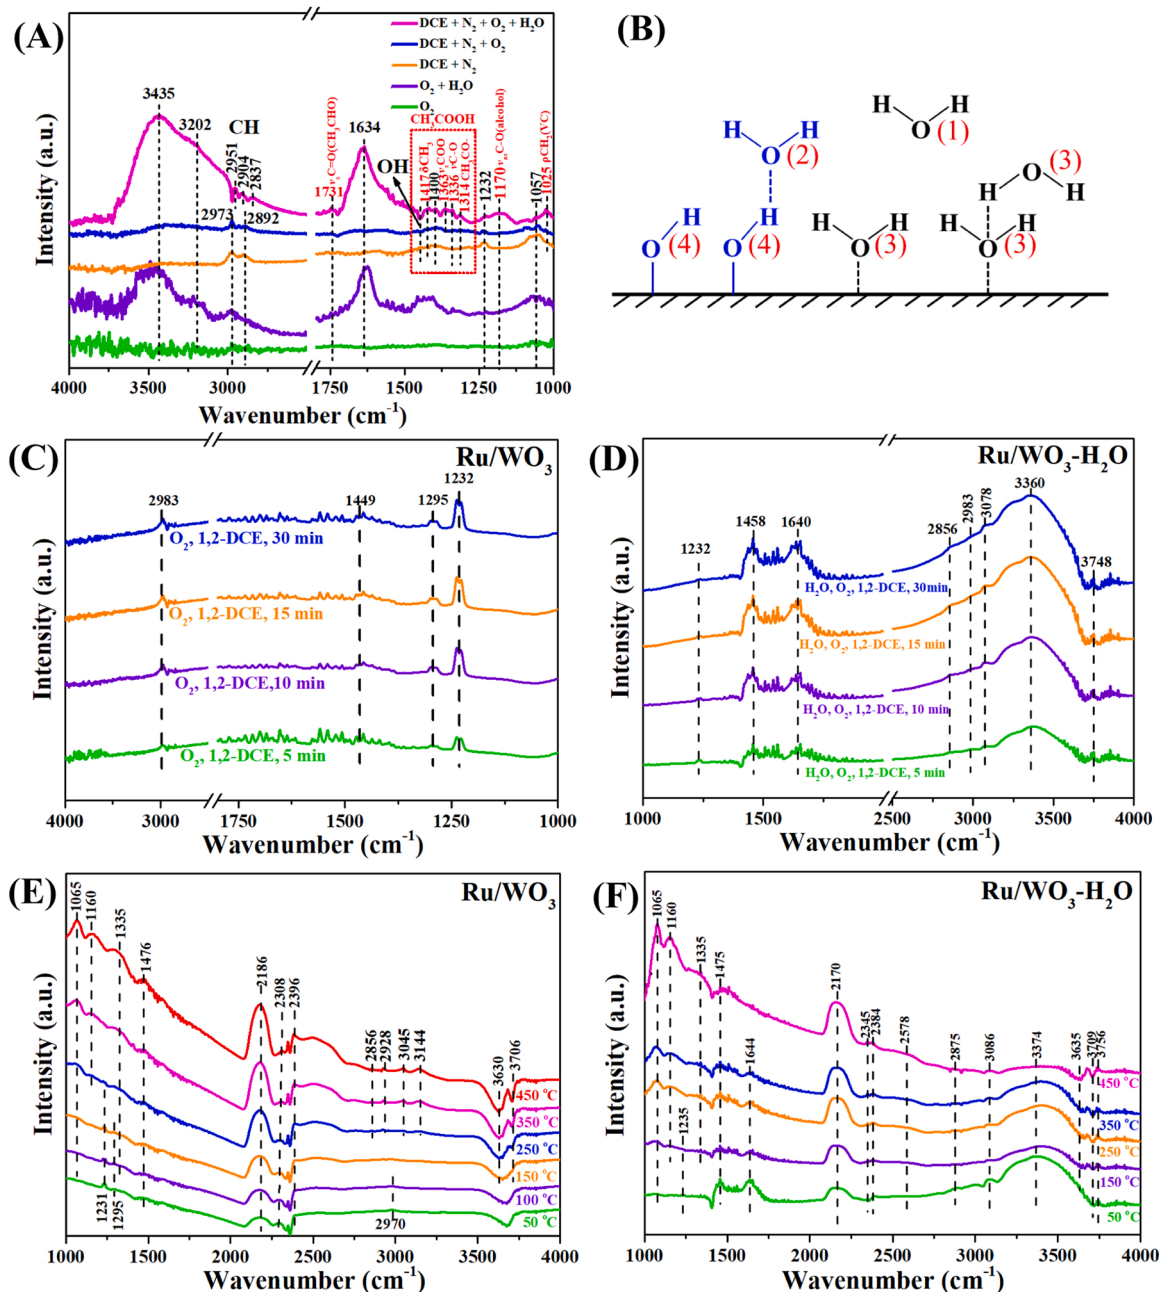 (A)
DCE + N₂ + O₂ + H₂O
DCE + N₂ + O₂
DCE + N₂
O₂ + H₂O
O₂
3435
3202
CH
2951
2904
2837
2973
2892
1731 νₛ C=O(CH₃CHO)
1634
OH
CH₃COOH
1417 δCH₃
1400
1363 νₛCOO
1336 νC-O
1314 CH₃CO-
1232
1170 νₐₛ C-O(alcohol)
1057
1025 ρCH₂(VC)
Intensity (a.u.)
4000 3500 3000 1750 1500 1250 1000
Wavenumber (cm⁻¹)
(B)
H H
O (1)
H H
O (2)
O (3)
H H
H H H H H H
O (4) O (4) O (3) O (3)
(C)
Ru/WO₃
2983 1449 1295 1232
O₂, 1,2-DCE, 30 min
O₂, 1,2-DCE, 15 min
O₂, 1,2-DCE,10 min
O₂, 1,2-DCE, 5 min
Intensity (a.u.)
4000 3000 1750 1500 1250 1000
Wavenumber (cm⁻¹)
(D)
Ru/WO₃-H₂O
1232 1458 1640 2856 2983 3078 3360 3748
H₂O, O₂, 1,2-DCE, 30min
H₂O, O₂, 1,2-DCE, 15 min
H₂O, O₂, 1,2-DCE, 10 min
H₂O, O₂, 1,2-DCE, 5 min
Intensity (a.u.)
1000 1500 2500 3000 3500 4000
Wavenumber (cm⁻¹)
(E)
Ru/WO₃
1065 1160 1335 1476 2186 2308 2396 2856 2928 3045 3144 3630 3706
450 °C
350 °C
250 °C
150 °C
100 °C
50 °C
1231 1295 2970
Intensity (a.u.)
1000 1500 2000 2500 3000 3500 4000
Wavenumber (cm⁻¹)
(F)
Ru/WO₃-H₂O
1065 1160 1335 1475 1644 2170 2345 2384 2578 2875 3086 3374 3635 3709 3756
1235
450 °C
350 °C
250 °C
150 °C
50 °C
Intensity (a.u.)
1000 1500 2000 2500 3000 3500 4000
Wavenumber (cm⁻¹)